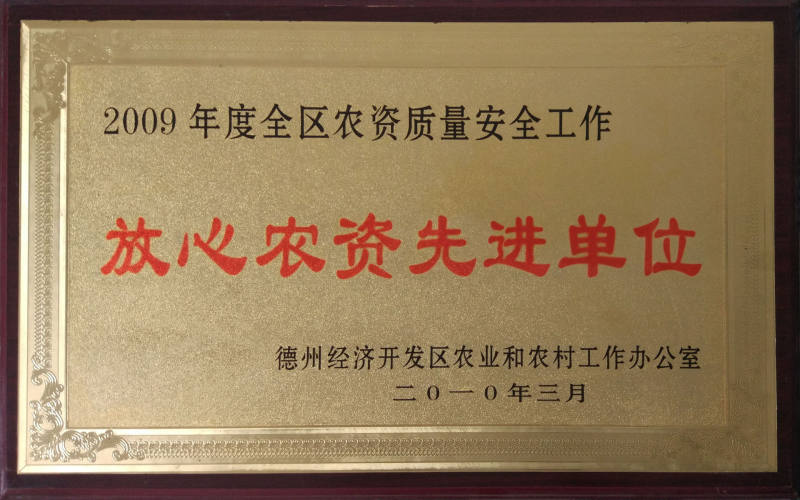 2009年度全区农资质量安全工作
放心农资先进单位
德州经济开发区农业和农村工作办公室
二〇一〇年三月